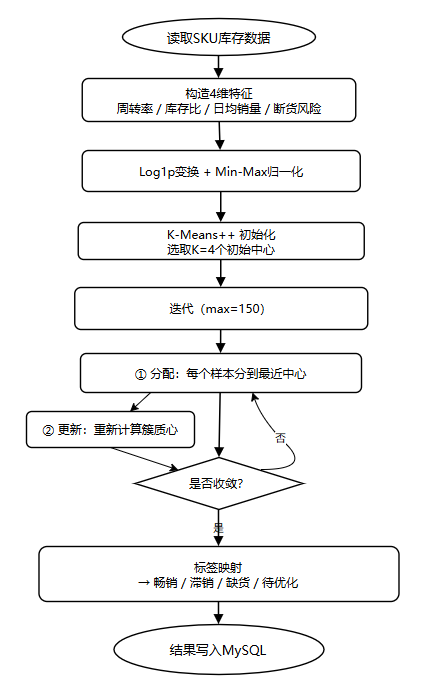 读取SKU库存数据
构造4维特征
周转率 / 库存比 / 日均销量 / 断货风险
Log1p变换 + Min-Max归一化
K-Means++ 初始化
选取K=4个初始中心
迭代（max=150）
① 分配：每个样本分到最近中心
② 更新：重新计算簇质心
否
是否收敛?
是
标签映射
→ 畅销 / 滞销 / 缺货 / 待优化
结果写入MySQL